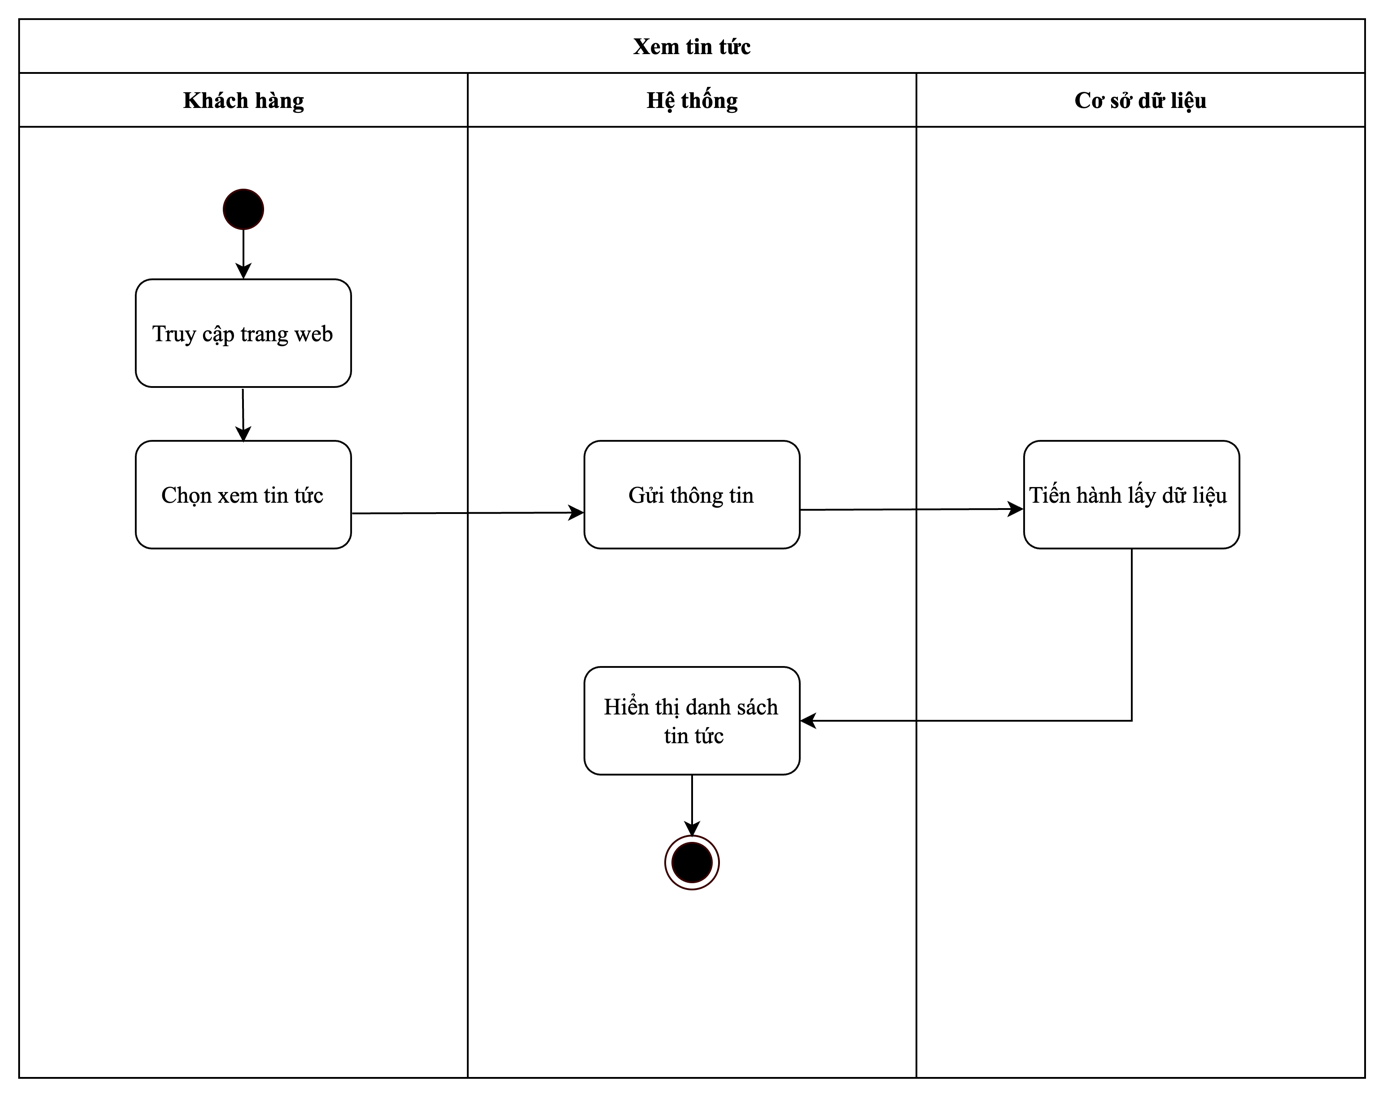 Xem tin tức
Khách hàng
Hệ thống
Cơ sở dữ liệu
Truy cập trang web
Chọn xem tin tức
Gửi thông tin
Tiến hành lấy dữ liệu
Hiển thị danh sách
tin tức